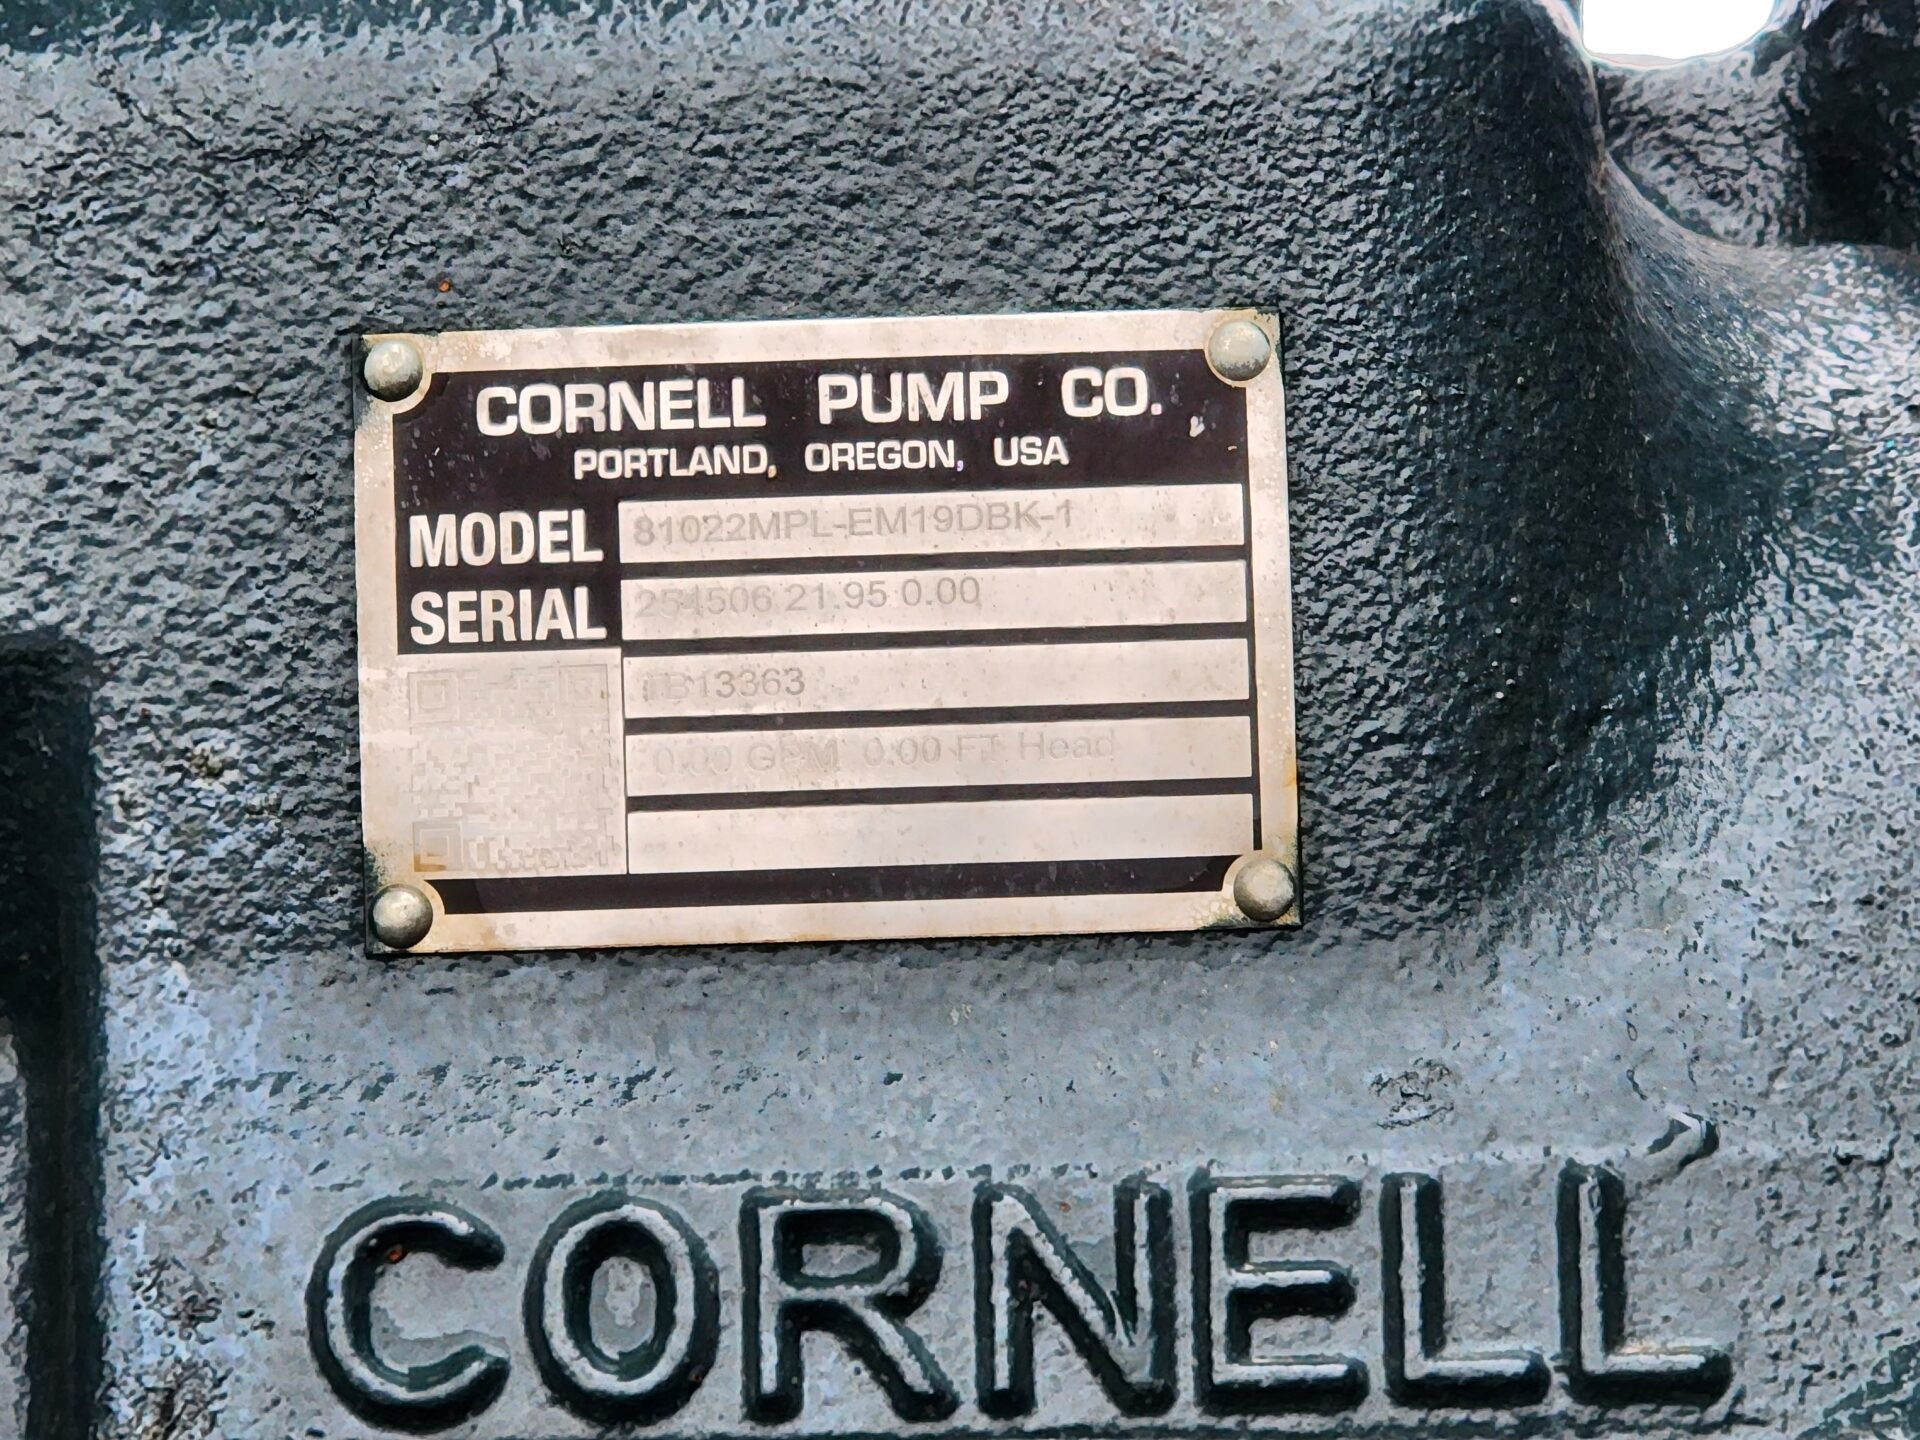 CORNELL PUMP CO.
PORTLAND, OREGON, USA
MODEL 81022MPL-EM19DBK-1
SERIAL 254506 21.95 0.00
0.00 GPM 0.00 FT Head
CORNELL